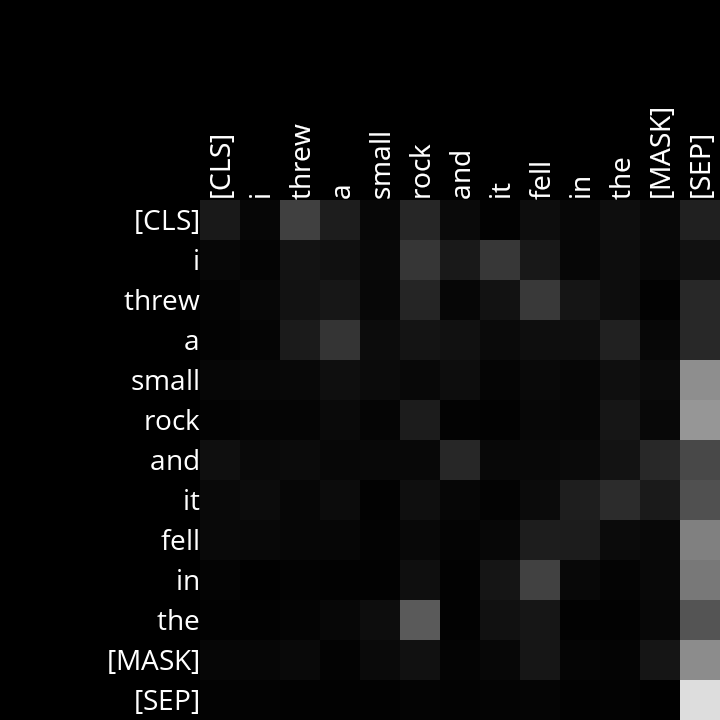 [CLS] i threw a small rock and it fell in the [MASK] [SEP]
[CLS]
i
threw
a
small
rock
and
it
fell
in
the
[MASK]
[SEP]